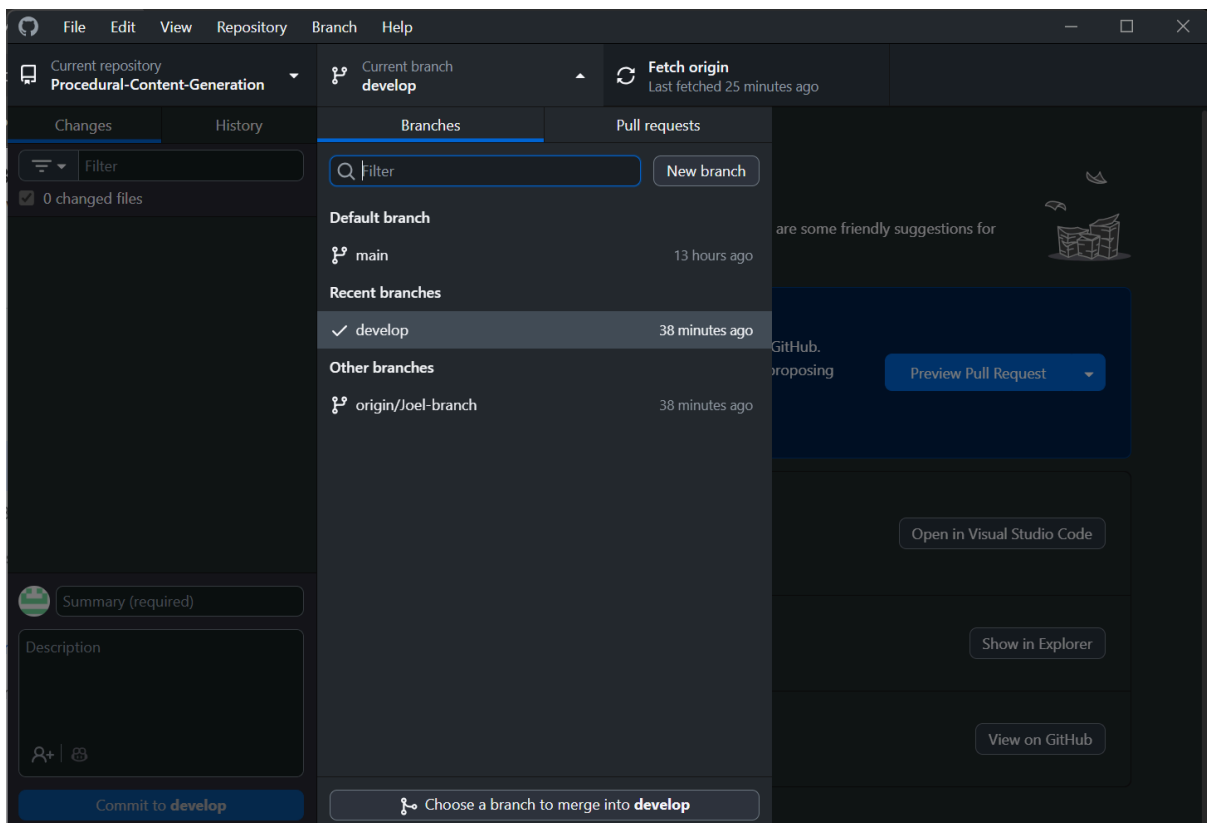 File Edit View Repository Branch Help
Current repository
Procedural-Content-Generation
Current branch
develop
Fetch origin
Last fetched 25 minutes ago
Changes History
Filter
0 changed files
Branches Pull requests
Filter New branch
Default branch
main 13 hours ago
Recent branches
develop 38 minutes ago
Other branches
origin/Joel-branch 38 minutes ago
Choose a branch to merge into develop
are some friendly suggestions for
GitHub.
proposing
Preview Pull Request
Open in Visual Studio Code
Show in Explorer
View on GitHub
Summary (required)
Description
Commit to develop